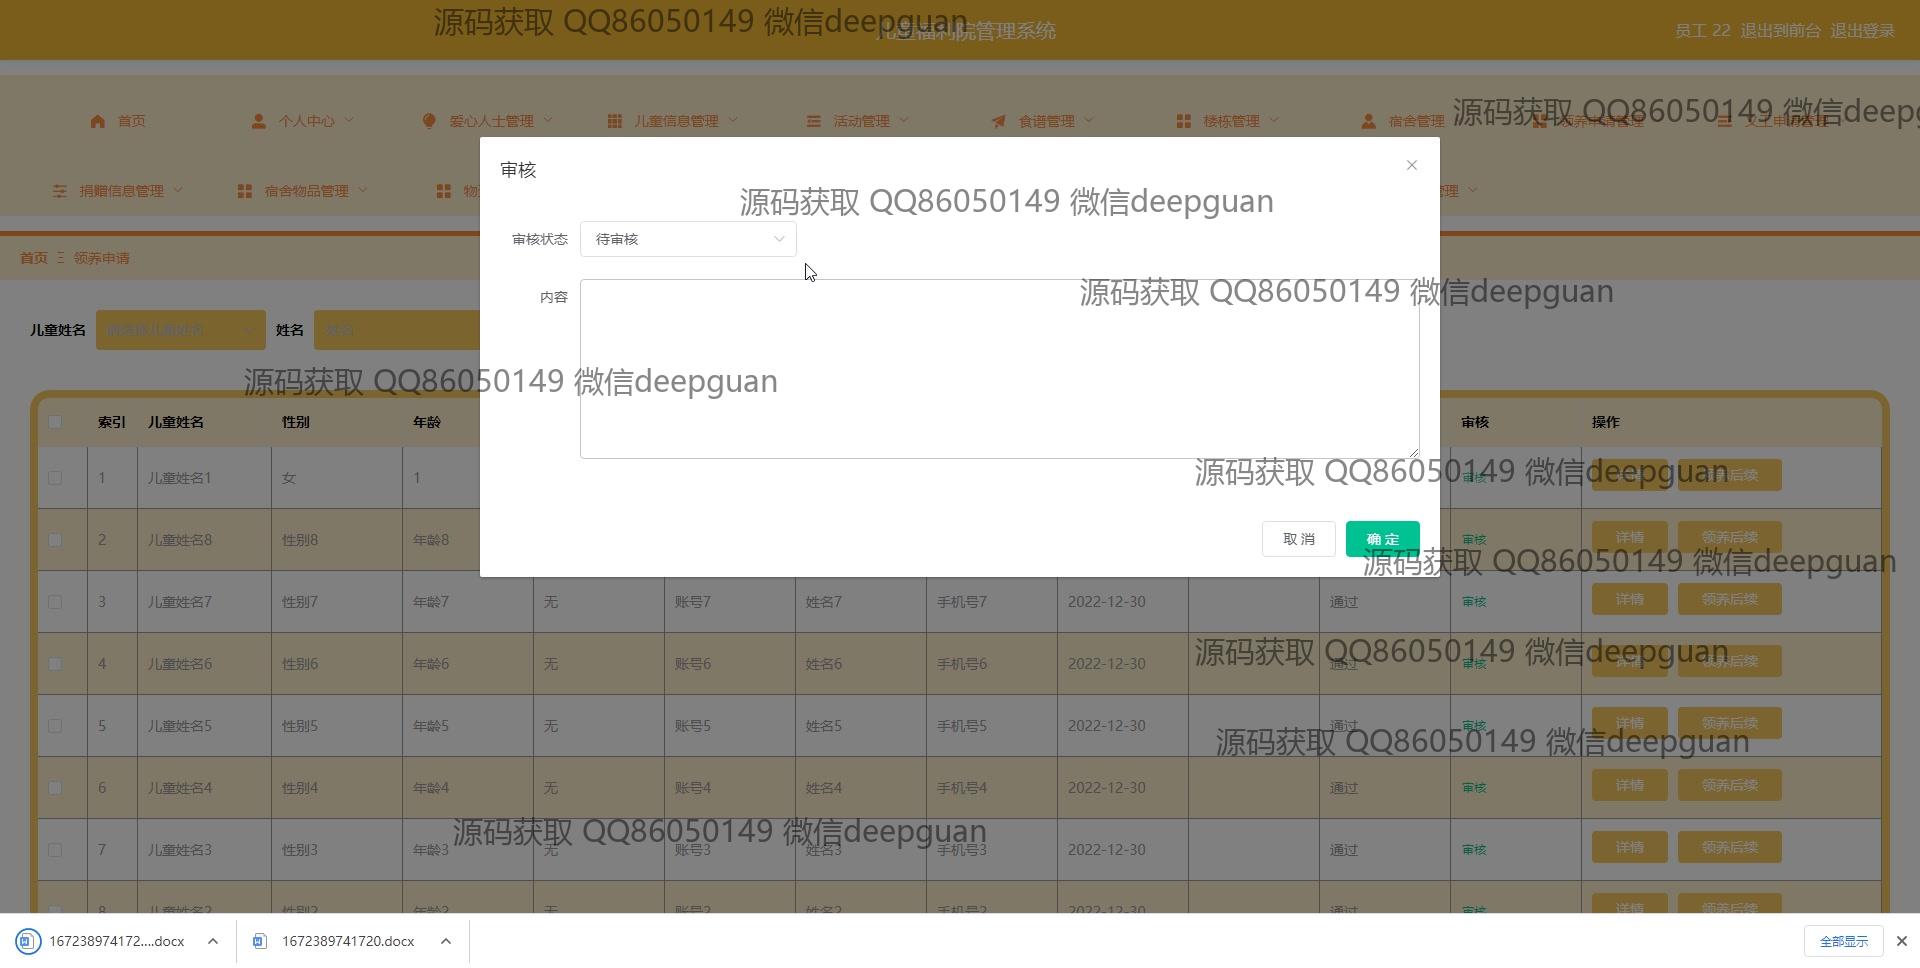 源码获取 QQ86050149 微信deepguan
儿童福利院管理系统
员工 22 退出到前台 退出登录
首页 个人中心 爱心人士管理 儿童信息管理 活动管理 食谱管理 楼栋管理 宿舍管理 领养申请管理 义工申请管理
源码获取 QQ86050149 微信deepg
捐赠信息管理 宿舍物品管理 管理
审核
源码获取 QQ86050149 微信deepguan
审核状态 待审核
首页 Ξ 领养申请
内容
源码获取 QQ86050149 微信deepguan
儿童姓名 姓名 姓名
源码获取 QQ86050149 微信deepguan
索引 儿童姓名 性别 年龄 审核 操作
1 儿童姓名1 女 1 审核 详情 领养后续
源码获取 QQ86050149 微信deepguan
取 消 确 定
2 儿童姓名8 性别8 年龄8 审核 详情 领养后续
源码获取 QQ86050149 微信deepguan
3 儿童姓名7 性别7 年龄7 无 账号7 姓名7 手机号7 2022-12-30 通过 审核 详情 领养后续
4 儿童姓名6 性别6 年龄6 无 账号6 姓名6 手机号6 2022-12-30 通过 审核 详情 领养后续
源码获取 QQ86050149 微信deepguan
5 儿童姓名5 性别5 年龄5 无 账号5 姓名5 手机号5 2022-12-30 通过 审核 详情 领养后续
源码获取 QQ86050149 微信deepguan
6 儿童姓名4 性别4 年龄4 无 账号4 姓名4 手机号4 2022-12-30 通过 审核 详情 领养后续
7 儿童姓名3 性别3 年龄3 无 账号3 姓名3 手机号3 2022-12-30 通过 审核 详情 领养后续
源码获取 QQ86050149 微信deepguan
8 儿童姓名2 性别2 年龄2 无 账号2 姓名2 手机号2 2022-12-30 通过 审核 详情 领养后续
167238974172....docx 1672389741720.docx 全部显示